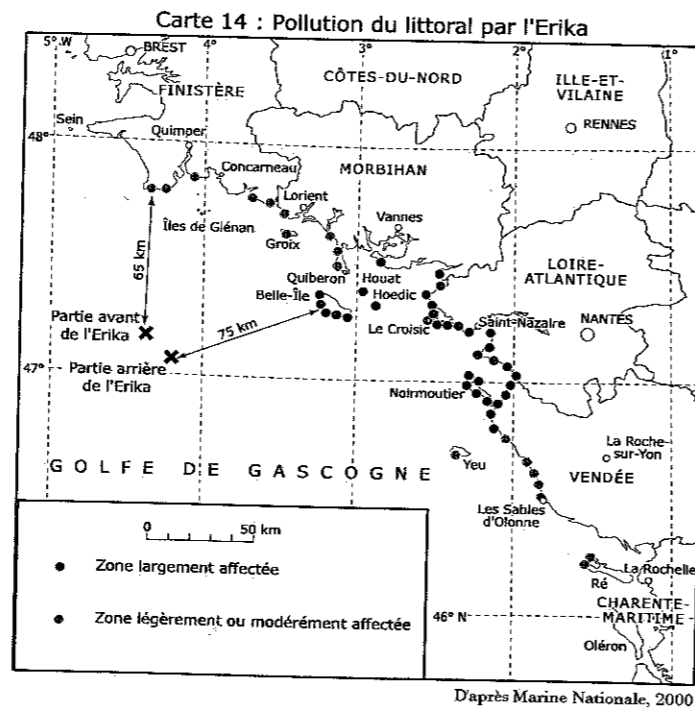 Carte 14 : Pollution du littoral par l'Erika
5° W
4°
3°
2°
1°
BREST
FINISTÈRE
CÔTES-DU-NORD
ILLE-ET-
VILAINE
RENNES
Sein
48°
Quimper
Concarneau
MORBIHAN
Lorient
Vannes
Îles de Glénan
Groix
65 km
LOIRE-
ATLANTIQUE
Quiberon
Houat
Belle-Île
Hoedic
NANTES
Partie avant
de l'Erika
75 km
Le Croisic
Saint-Nazaire
47°
Partie arrière
de l'Erika
Noirmoutier
La Roche-
sur-Yon
Yeu
VENDÉE
GOLFE DE GASCOGNE
Les Sables
d'Olonne
0
50 km
Zone largement affectée
Zone légèrement ou modérément affectée
La Rochelle
Ré
CHARENTE-
MARITIME
46° N
Oléron
D'après Marine Nationale, 2000